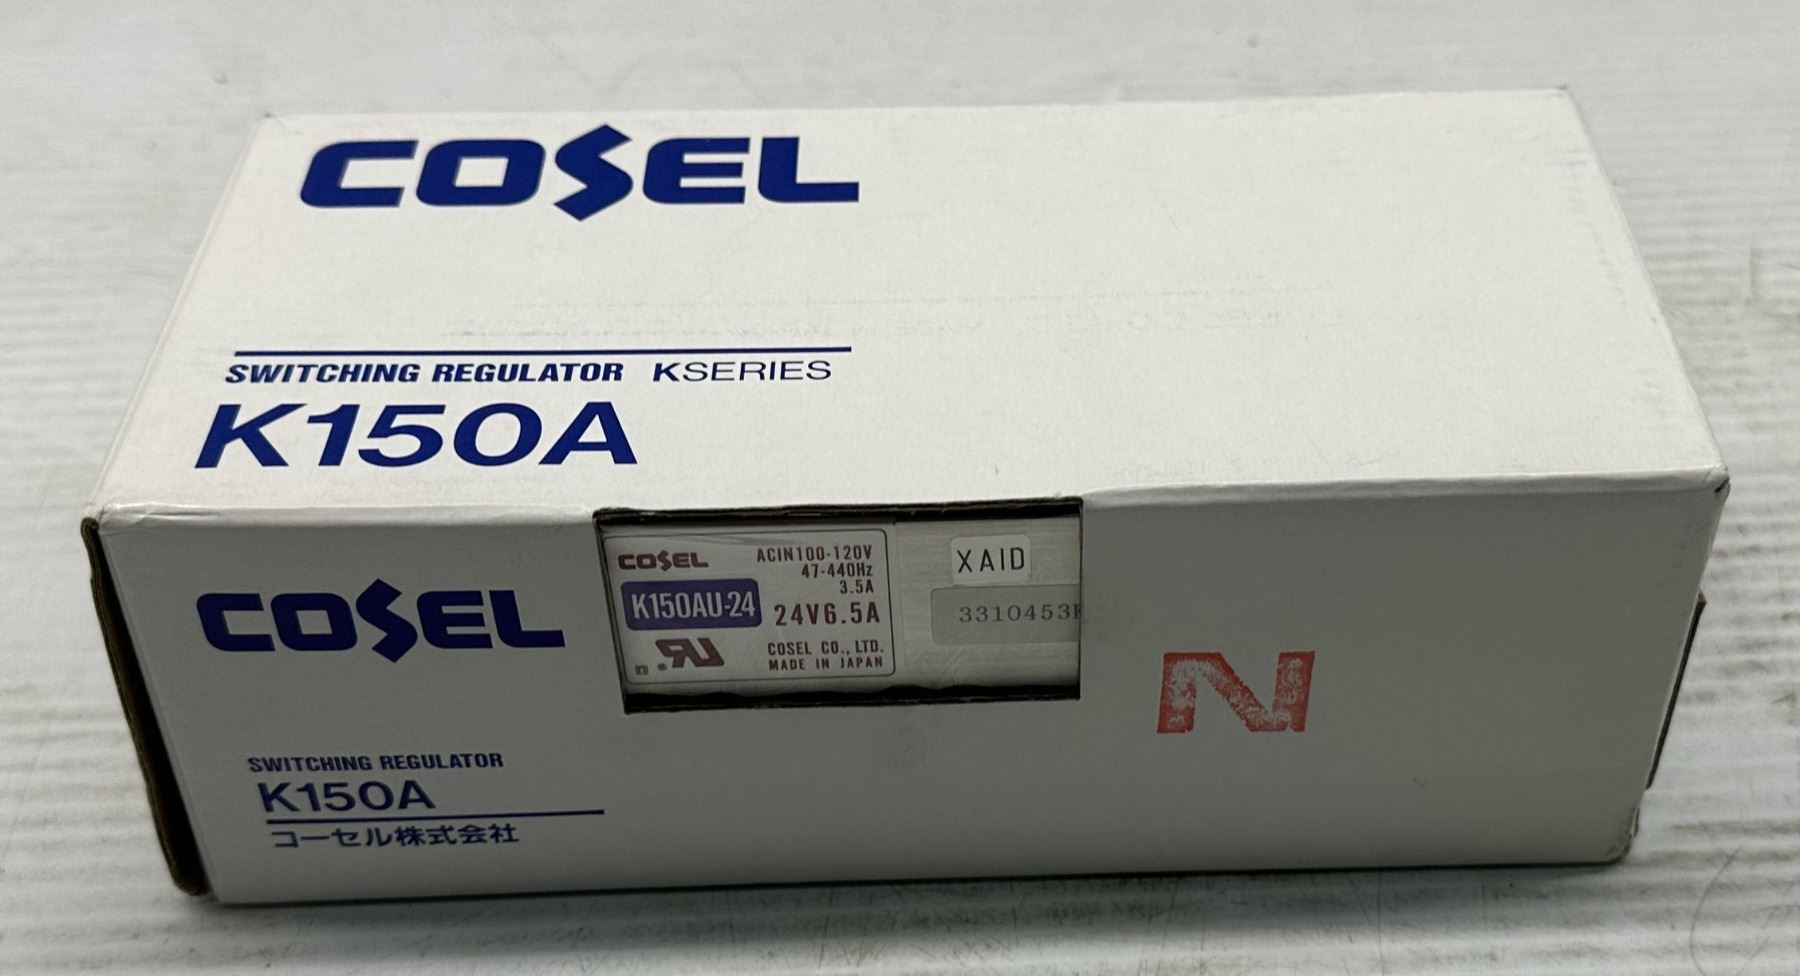 COSEL
SWITCHING REGULATOR KSERIES
K150A
COSEL
SWITCHING REGULATOR
K150A
コーセル株式会社
COSEL
K150AU-24
ACIN100-120V
47-440Hz
3.5A
24V6.5A
COSEL CO., LTD.
MADE IN JAPAN
XAID
3310453
N